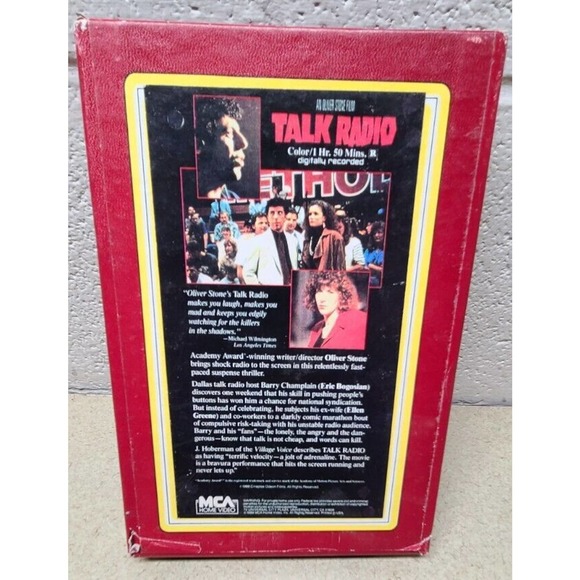 AN OLIVER STONE FILM
TALK RADIO
Color/1 Hr. 50 Mins. R
digitally recorded
"Oliver Stone's Talk Radio
makes you laugh, makes you
mad and keeps you edgily
watching for the killers
in the shadows."
—Michael Wilmington
Los Angeles Times
Academy Award®-winning writer/director Oliver Stone
brings shock radio to the screen in this relentlessly fast-
paced suspense thriller.
Dallas talk radio host Barry Champlain (Eric Bogosian)
discovers one weekend that his skill in pushing people's
buttons has won him a chance for national syndication.
But instead of celebrating, he subjects his ex-wife (Ellen
Greene) and co-workers to a darkly comic marathon bout
of compulsive risk-taking with his unstable radio audience.
Barry and his "fans"—the lonely, the angry and the dan-
gerous—know that talk is not cheap, and words can kill.
J. Hoberman of the Village Voice describes TALK RADIO
as having "terrific velocity—a jolt of adrenaline. The movie
is a bravura performance that hits the screen running and
never lets up."
MCA
HOME VIDEO